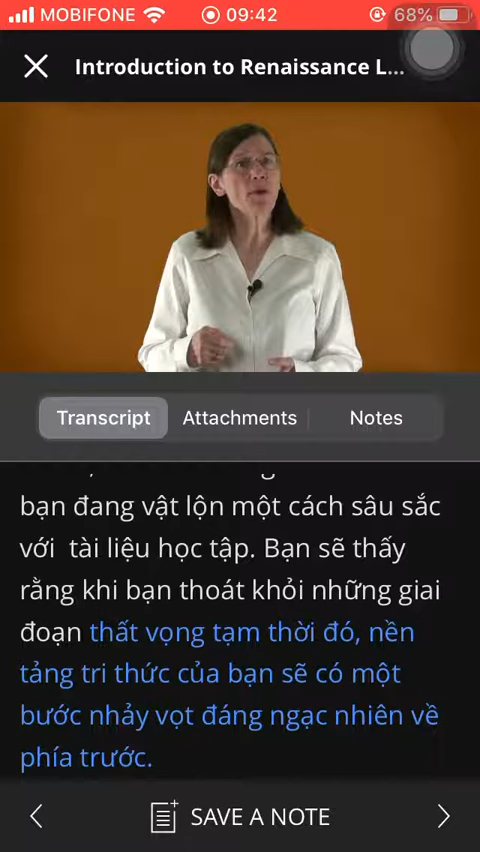 MOBIFONE 09:42 68%
Introduction to Renaissance L...
Transcript Attachments Notes
bạn đang vật lộn một cách sâu sắc
với tài liệu học tập. Bạn sẽ thấy
rằng khi bạn thoát khỏi những giai
đoạn thất vọng tạm thời đó, nền
tảng tri thức của bạn sẽ có một
bước nhảy vọt đáng ngạc nhiên về
phía trước.
SAVE A NOTE